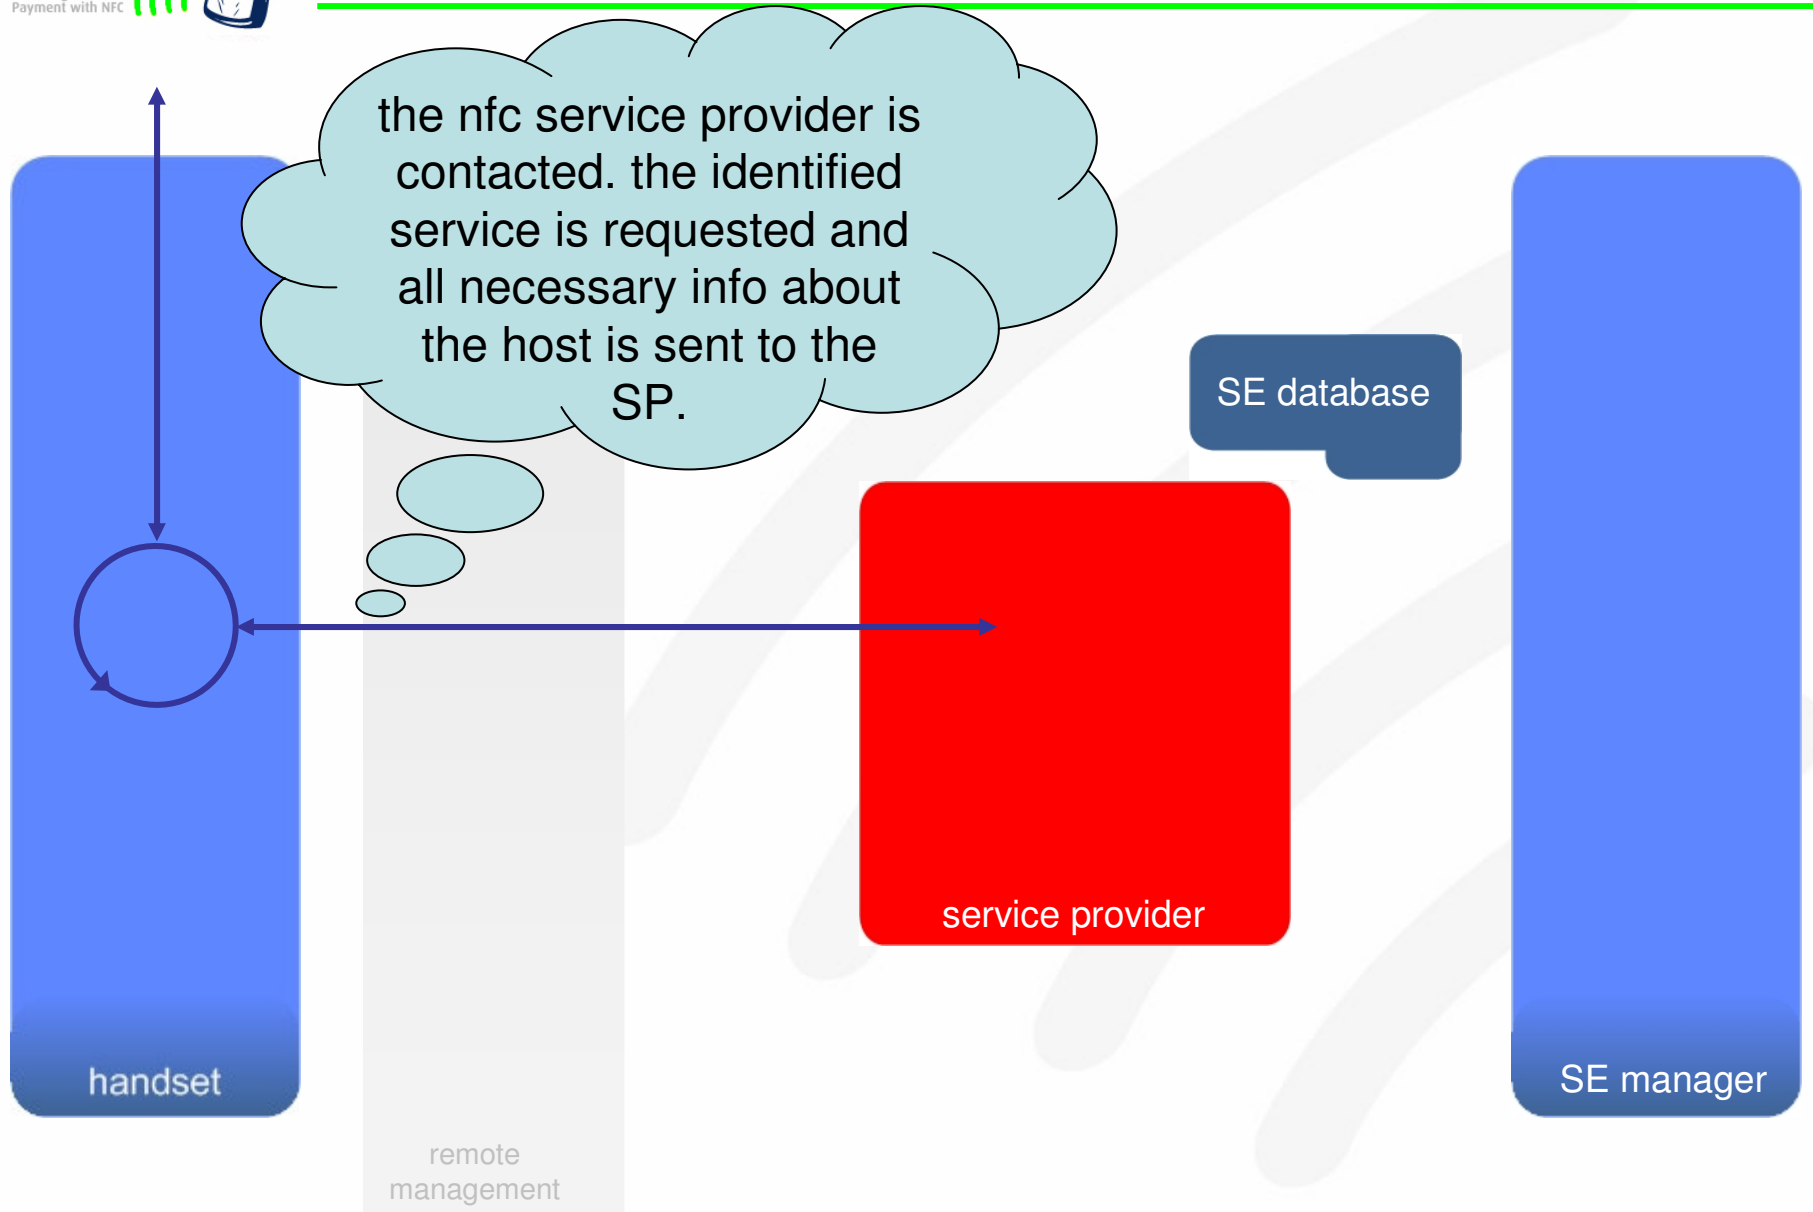 Payment with NFC
the nfc service provider is
contacted. the identified
service is requested and
all necessary info about
the host is sent to the
SP.
SE database
service provider
handset
SE manager
remote
management